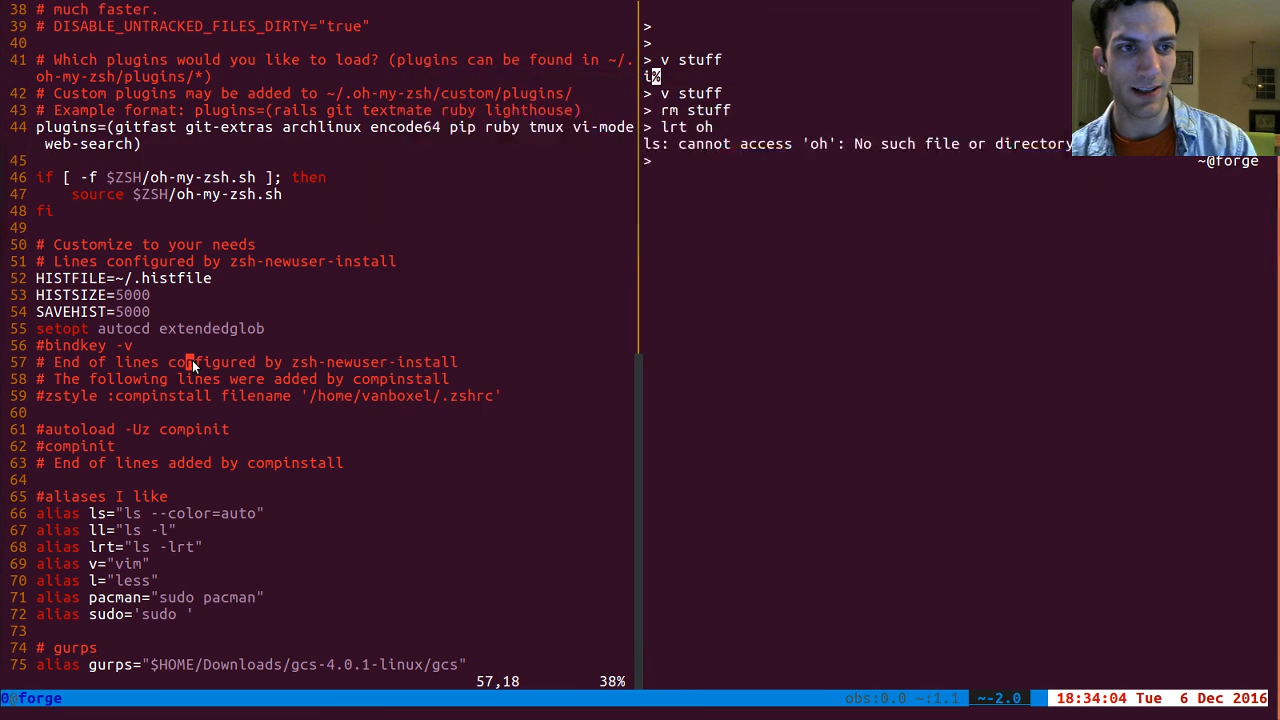 38 # much faster.
39 # DISABLE_UNTRACKED_FILES_DIRTY="true"
40
41 # Which plugins would you like to load? (plugins can be found in ~/.
oh-my-zsh/plugins/*)
42 # Custom plugins may be added to ~/.oh-my-zsh/custom/plugins/
43 # Example format: plugins=(rails git textmate ruby lighthouse)
44 plugins=(gitfast git-extras archlinux encode64 pip ruby tmux vi-mode
web-search)
45
46 if [ -f $ZSH/oh-my-zsh.sh ]; then
47     source $ZSH/oh-my-zsh.sh
48 fi
49
50 # Customize to your needs
51 # Lines configured by zsh-newuser-install
52 HISTFILE=~/.histfile
53 HISTSIZE=5000
54 SAVEHIST=5000
55 setopt autocd extendedglob
56 #bindkey -v
57 # End of lines configured by zsh-newuser-install
58 # The following lines were added by compinstall
59 #zstyle :compinstall filename '/home/vanboxel/.zshrc'
60
61 #autoload -Uz compinit
62 #compinit
63 # End of lines added by compinstall
64
65 #aliases I like
66 alias ls="ls --color=auto"
67 alias ll="ls -l"
68 alias lrt="ls -lrt"
69 alias v="vim"
70 alias l="less"
71 alias pacman="sudo pacman"
72 alias sudo='sudo '
73
74 # gurps
75 alias gurps="$HOME/Downloads/gcs-4.0.1-linux/gcs"
57,18 38%
>
>
> v stuff
i%
> v stuff
> rm stuff
> lrt oh
ls: cannot access 'oh': No such file or directory
> ~@forge
0@forge obs:0.0 ~:1.1 ~-2.0 18:34:04 Tue 6 Dec 2016